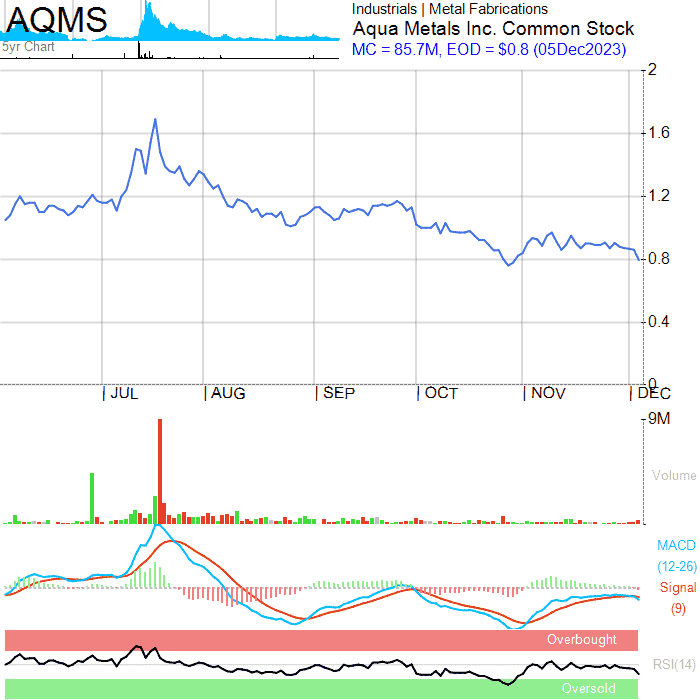 AQMS
5yr Chart
Industrials | Metal Fabrications
Aqua Metals Inc. Common Stock
MC = 85.7M, EOD = $0.8 (05Dec2023)
2
1.6
1.2
0.8
0.4
0
| JUL | AUG | SEP | OCT | NOV | DEC
9M
Volume
MACD
(12-26)
Signal
(9)
Overbought
RSI(14)
Oversold